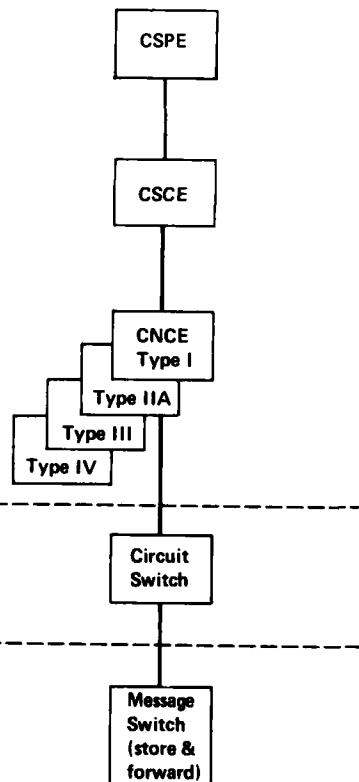 CSPE
CSCE
CNCE
Type I
Type IIA
Type III
Type IV
Circuit
Switch
Message
Switch
(store &
forward)